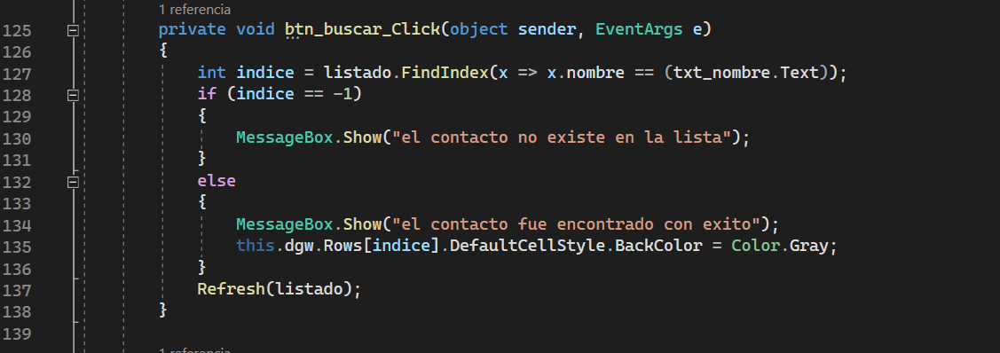 1 referencia
125 private void btn_buscar_Click(object sender, EventArgs e)
126 {
127 int indice = listado.FindIndex(x => x.nombre == (txt_nombre.Text));
128 if (indice == -1)
129 {
130 MessageBox.Show("el contacto no existe en la lista");
131 }
132 else
133 {
134 MessageBox.Show("el contacto fue encontrado con exito");
135 this.dgw.Rows[indice].DefaultCellStyle.BackColor = Color.Gray;
136 }
137 Refresh(listado);
138 }
139
1 referencia